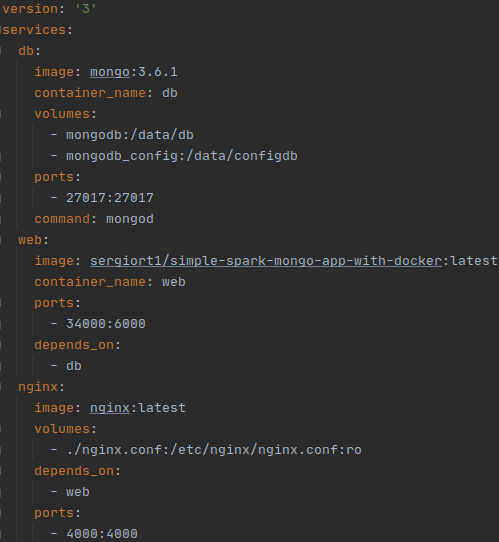 version: '3'
services:
  db:
    image: mongo:3.6.1
    container_name: db
    volumes:
      - mongodb:/data/db
      - mongodb_config:/data/configdb
    ports:
      - 27017:27017
    command: mongod
  web:
    image: sergiort1/simple-spark-mongo-app-with-docker:latest
    container_name: web
    ports:
      - 34000:6000
    depends_on:
      - db
  nginx:
    image: nginx:latest
    volumes:
      - ./nginx.conf:/etc/nginx/nginx.conf:ro
    depends_on:
      - web
    ports:
      - 4000:4000